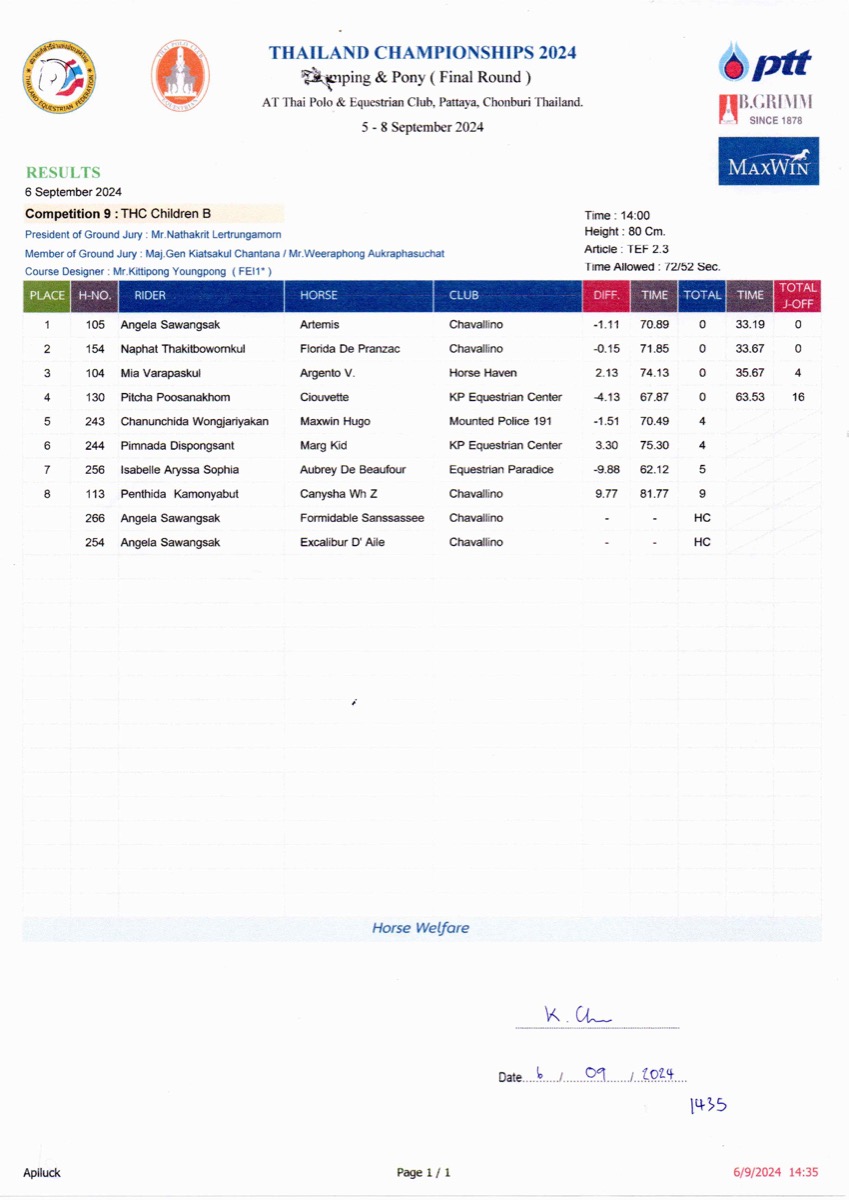 THAILAND CHAMPIONSHIPS 2024
& Pony ( Final Round )
AT Thai Polo & Equestrian Club, Pattaya, Chonburi Thailand.
5 - 8 September 2024
THAILAND EQUESTRIAN FEDERATION
THAI POLO CLUB
EQUESTRIAN
ptt
B.GRIMM
SINCE 1878
MAXWIN
RESULTS
6 September 2024
Competition 9 : THC Children B
President of Ground Jury : Mr.Nathakrit Lertrungamorn
Member of Ground Jury : Maj.Gen Kiatsakul Chantana / Mr.Weeraphong Aukraphasuchat
Course Designer : Mr.Kittipong Youngpong ( FEI1* )
Time : 14:00
Height : 80 Cm.
Article : TEF 2.3
Time Allowed : 72/52 Sec.
PLACE H-NO. RIDER HORSE CLUB DIFF. TIME TOTAL TIME TOTAL J-OFF
1 105 Angela Sawangsak Artemis Chavallino -1.11 70.89 0 33.19 0
2 154 Naphat Thakitbowornkul Florida De Pranzac Chavallino -0.15 71.85 0 33.67 0
3 104 Mia Varapaskul Argento V. Horse Haven 2.13 74.13 0 35.67 4
4 130 Pitcha Poosanakhom Ciouvette KP Equestrian Center -4.13 67.87 0 63.53 16
5 243 Chanunchida Wongjariyakan Maxwin Hugo Mounted Police 191 -1.51 70.49 4
6 244 Pimnada Dispongsant Marg Kid KP Equestrian Center 3.30 75.30 4
7 256 Isabelle Aryssa Sophia Aubrey De Beaufour Equestrian Paradice -9.88 62.12 5
8 113 Penthida Kamonyabut Canysha Wh Z Chavallino 9.77 81.77 9
266 Angela Sawangsak Formidable Sanssassee Chavallino - - HC
254 Angela Sawangsak Excalibur D' Aile Chavallino - - HC
Horse Welfare
Date 6 / 09 / 2024
1435
Apiluck
Page 1 / 1
6/9/2024 14:35